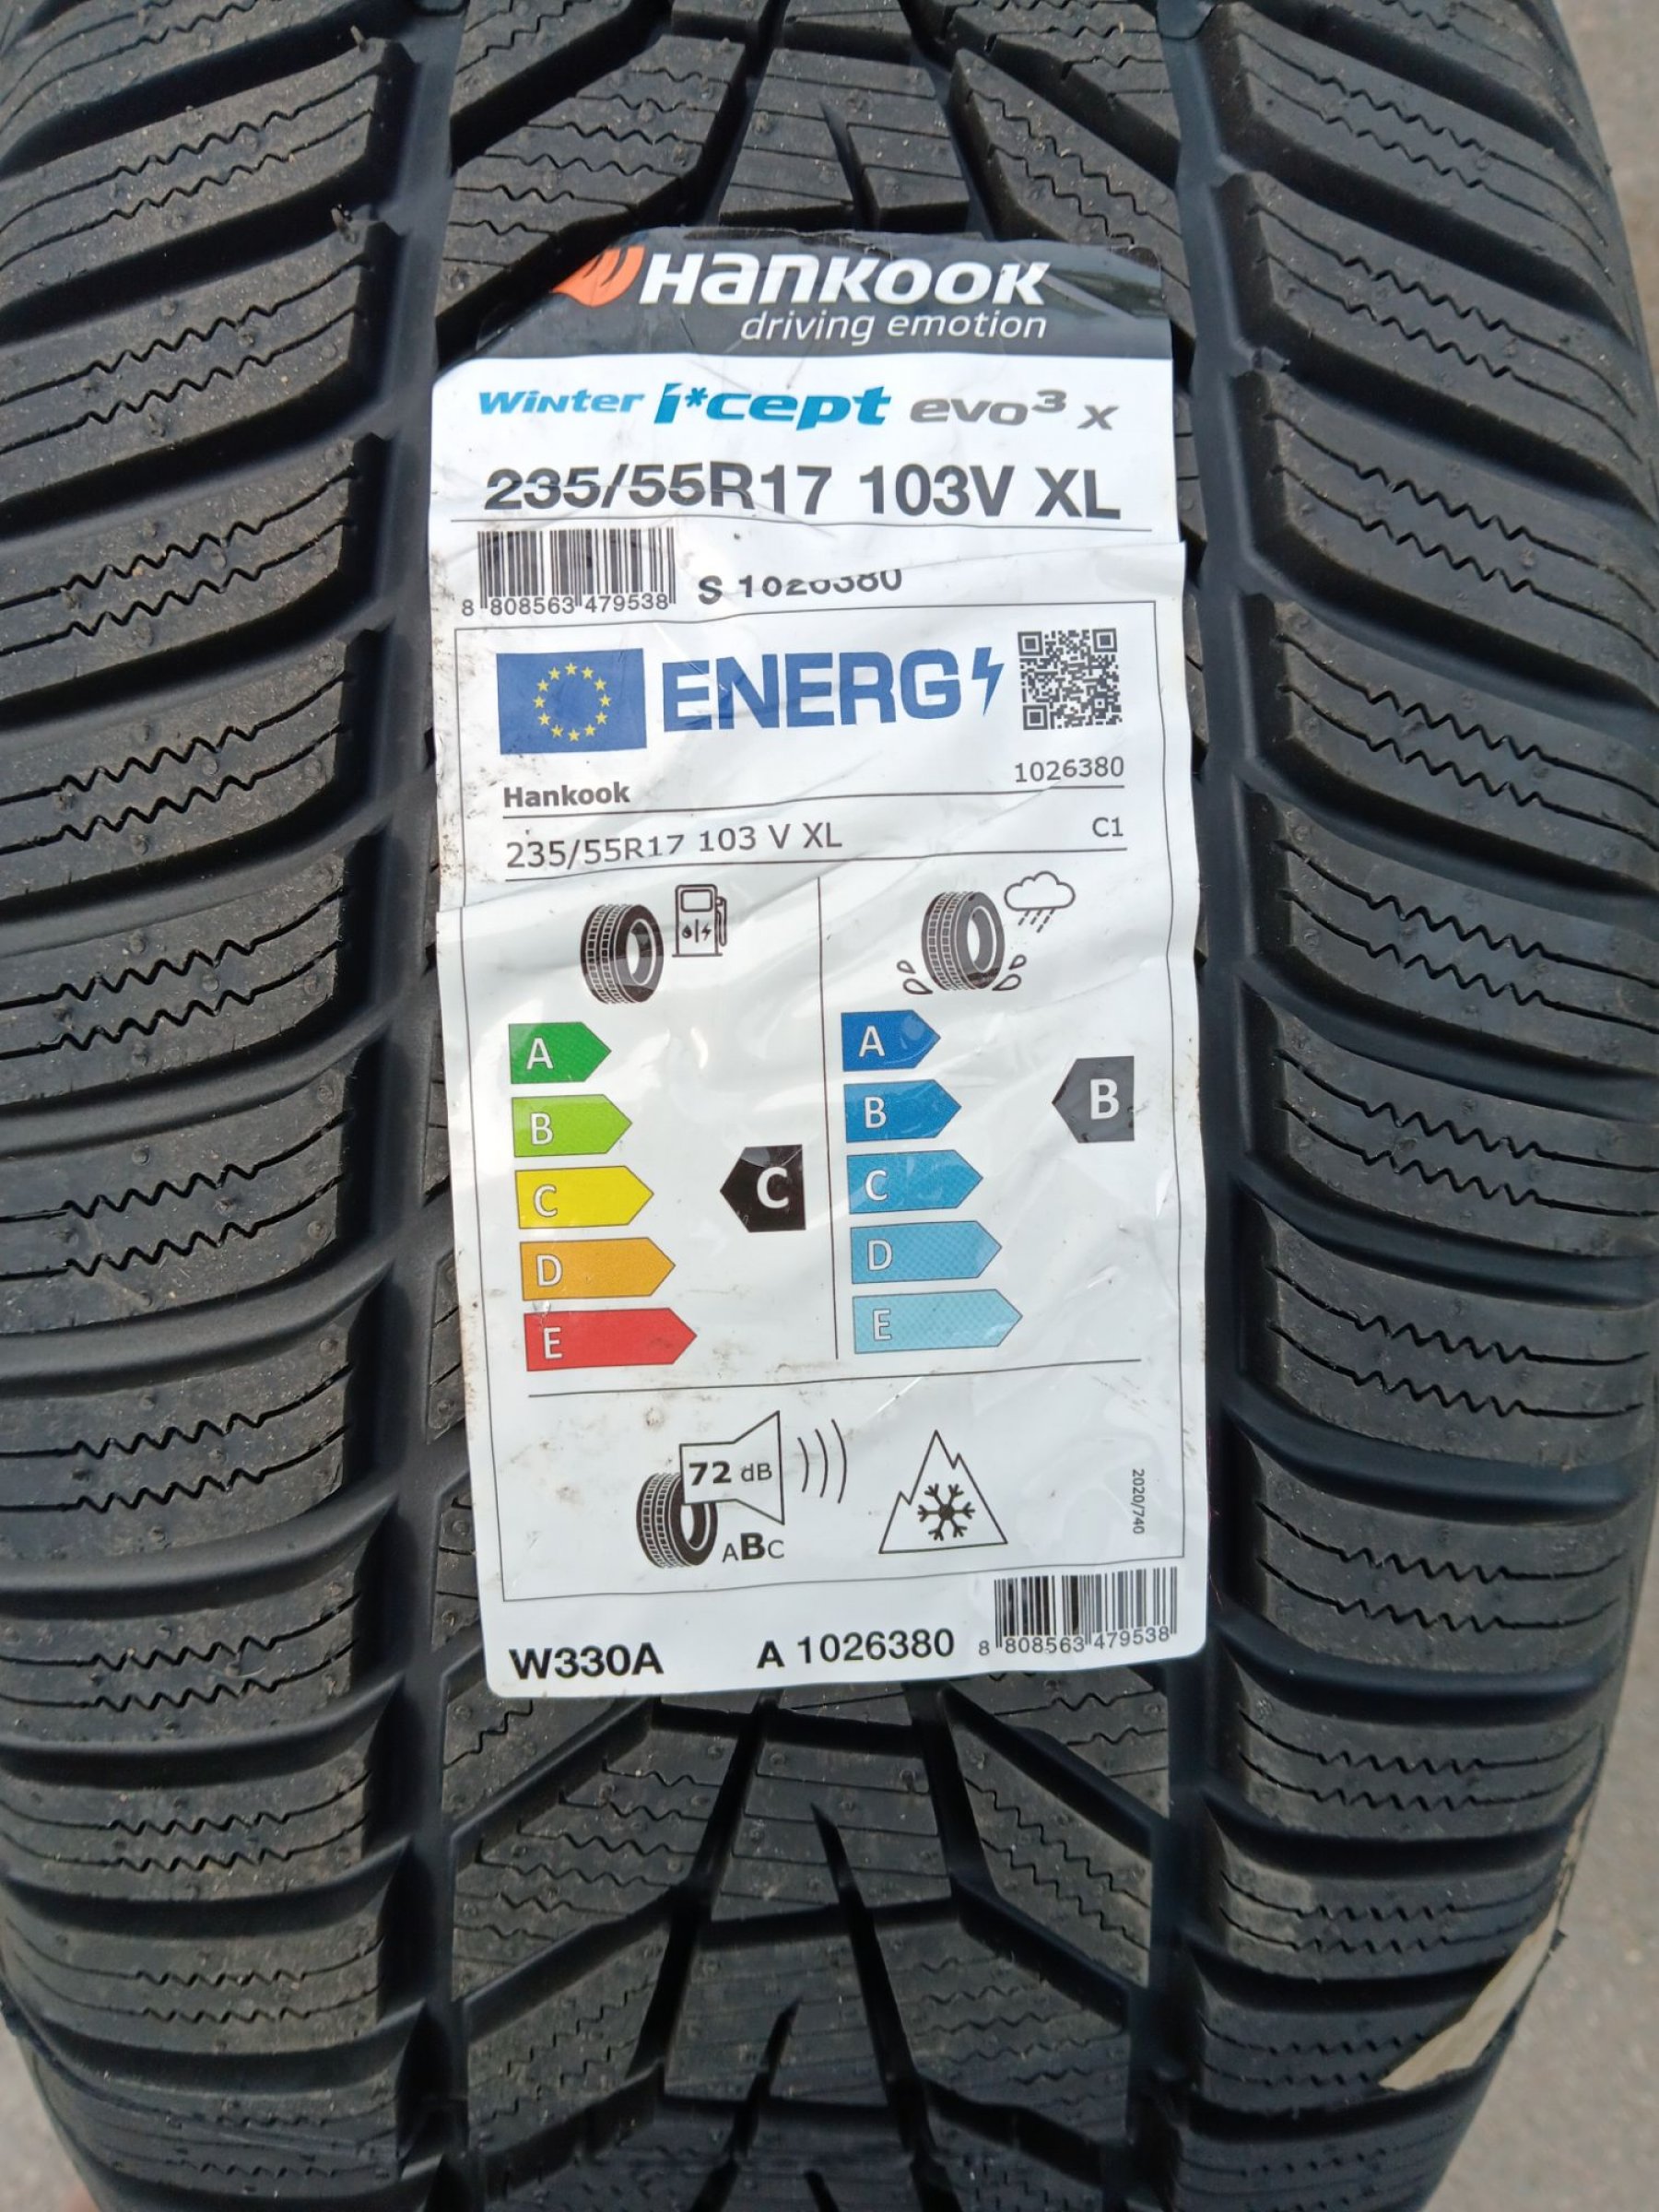 Hankook
driving emotion
Winter i*cept evo³ x
235/55R17 103V XL
8 808563 479538
S 1026380
ENERG
1026380
Hankook
235/55R17 103 V XL
C1
A
B
C
D
E
C
A
B
C
D
E
B
72 dB
ABC
2020/740
W330A
A 1026380
8 808563 479538